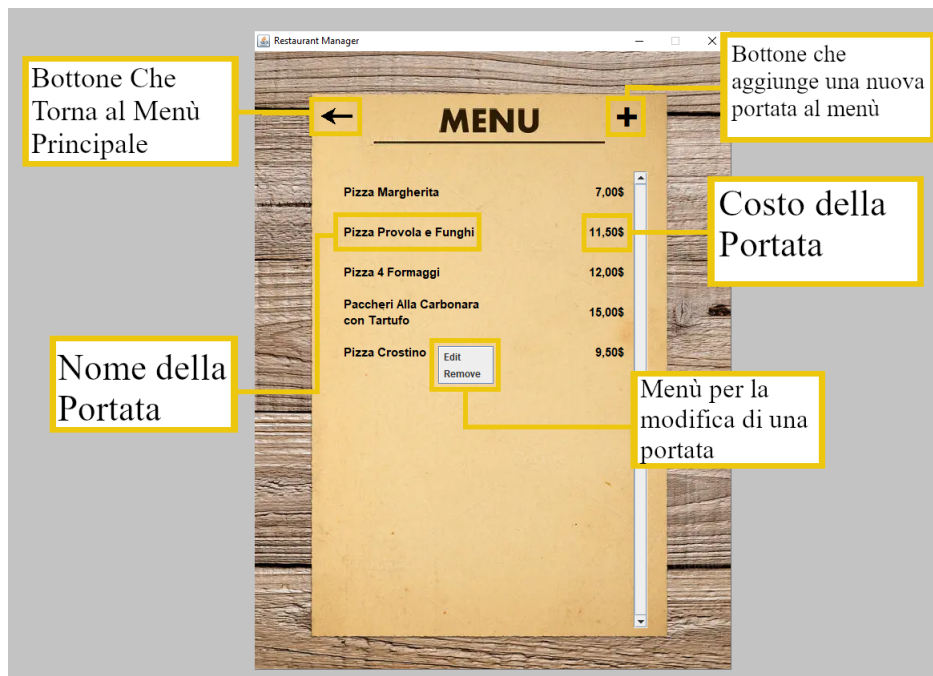 Restaurant Manager
Bottone che
aggiunge una nuova
portata al menù
Bottone Che
Torna al Menù
Principale
MENU
Pizza Margherita 7,00$
Costo della
Portata
Pizza Provola e Funghi 11,50$
Pizza 4 Formaggi 12,00$
Paccheri Alla Carbonara
con Tartufo 15,00$
Pizza Crostino 9,50$
Edit
Remove
Nome della
Portata
Menù per la
modifica di una
portata